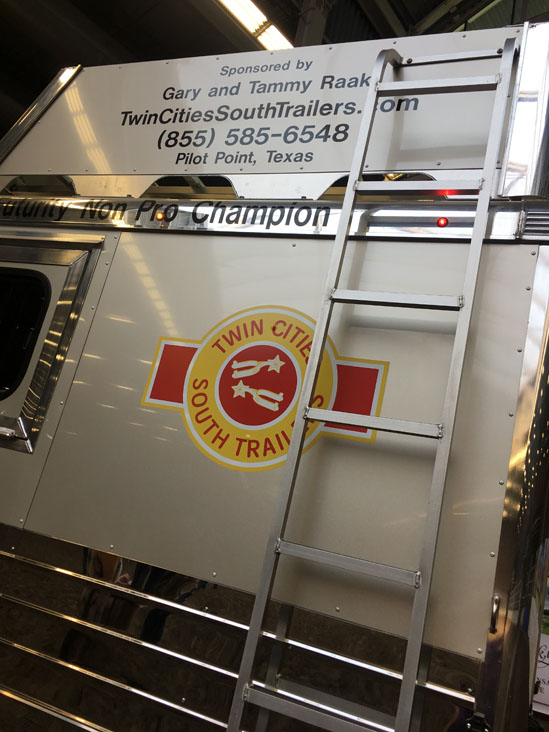 Sponsored by
Gary and Tammy Raak
TwinCitiesSouthTrailers.com
(855) 585-6548
Pilot Point, Texas
Non Pro Champion
TWIN CITIES
SOUTH TRAILERS